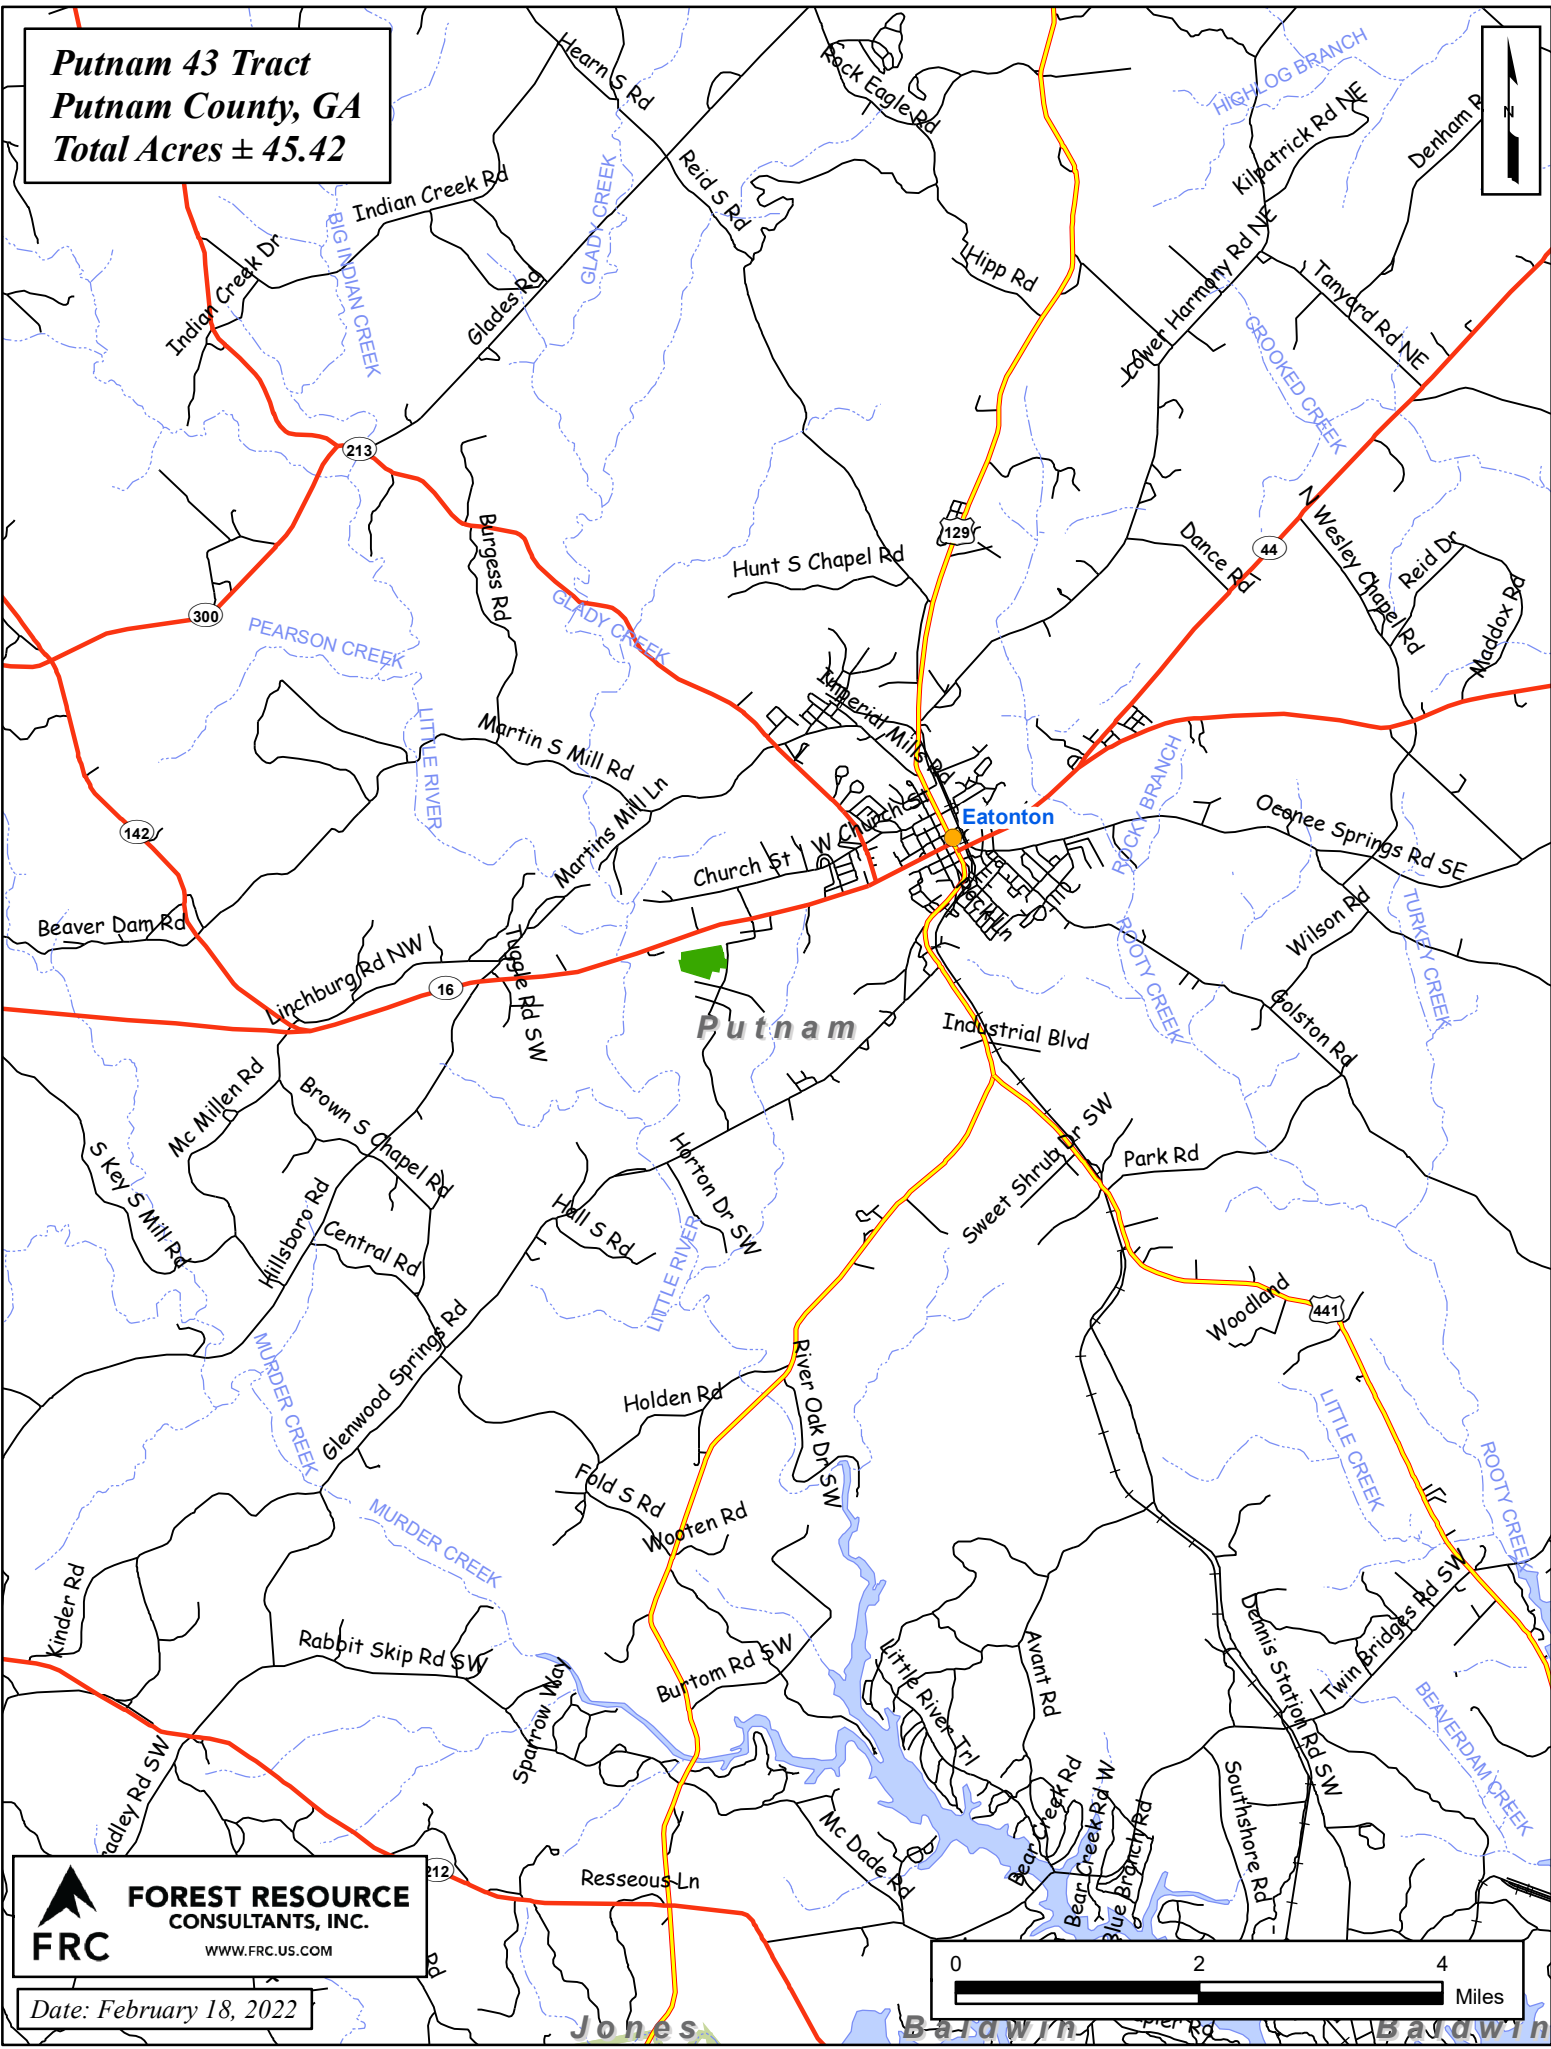 Putnam 43 Tract
Putnam County, GA
Total Acres ± 45.42
N
Hearn S Rd
Rock Eagle Rd
HIGHLOG BRANCH
Kilpatrick Rd NE
Denham R
Reid S Rd
Indian Creek Rd
GLADY CREEK
BIG INDIAN CREEK
Indian Creek Dr
Glades Rd
Hipp Rd
Lower Harmony Rd NE
Tanyard Rd NE
CROOKED CREEK
213
Burgess Rd
129
Hunt S Chapel Rd
Dance Rd
44
N Wesley Chapel Rd
Reid Dr
Maddox Rd
300
PEARSON CREEK
GLADY CREEK
LITTLE RIVER
Martin S Mill Rd
Imperial Mills Rd
ROCKY BRANCH
142
Martins Mill Ln
W Church St
Church St
Eatonton
Oconee Springs Rd SE
Beaver Dam Rd
Linchburg Rd NW
Tuggle Rd SW
16
Wilson Rd
TURKEY CREEK
ROOTY CREEK
Golston Rd
Putnam
Industrial Blvd
Mc Millen Rd
Brown S Chapel Rd
S Key S Mill Rd
Hillsboro Rd
Central Rd
Hall S Rd
Horton Dr SW
LITTLE RIVER
Sweet Shrub Dr SW
Park Rd
Woodland
441
MURDER CREEK
Glenwood Springs Rd
Holden Rd
River Oak Dr SW
LITTLE CREEK
ROOTY CREEK
Fold S Rd
Wooten Rd
MURDER CREEK
Kinder Rd
Rabbit Skip Rd SW
Sparrow Way
Burtom Rd SW
Little River Trl
Avant Rd
Dennis Station Rd SW
Twin Bridges Rd SW
BEAVERDAM CREEK
radley Rd SW
Mc Dade Rd
Bear Creek Rd
Bear Creek Rd W
Blue Branch Rd
Southshore Rd
212
Resseous Ln
FRC
FOREST RESOURCE
CONSULTANTS, INC.
WWW.FRC.US.COM
Rd
Date: February 18, 2022
0 2 4
Miles
Jones
Baldwin
pier Rd
Baldwin